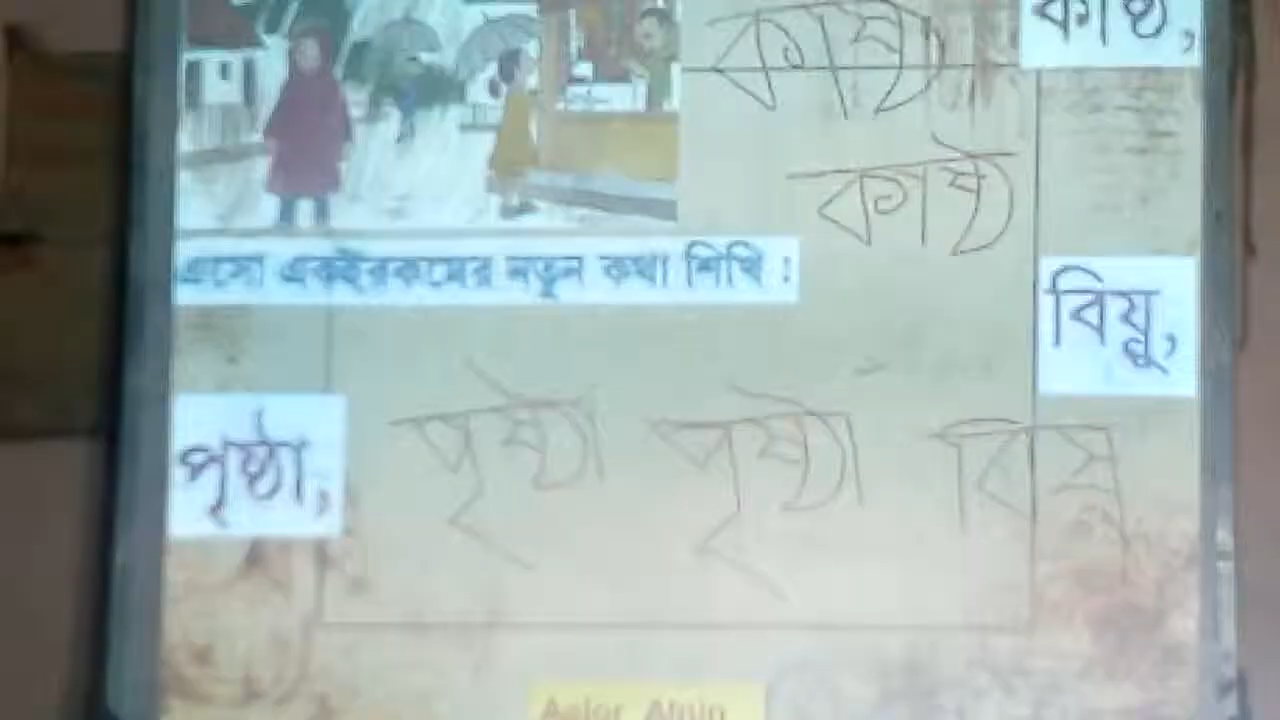 কাষ্ঠ
কাষ্ঠ,
কাষ্ঠ
এসো একইরকমের নতুন কথা শিখি :
বিষ্ণু,
পৃষ্ঠা,
পৃষ্ঠা পৃষ্ঠা বিষ্ণু